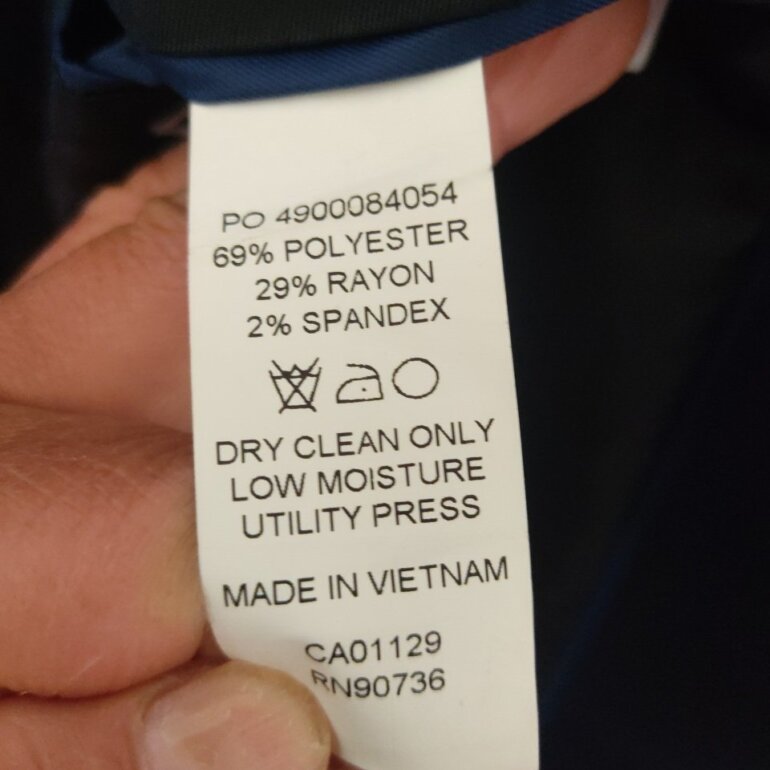 PO 4900084054
69% POLYESTER
29% RAYON
2% SPANDEX
DRY CLEAN ONLY
LOW MOISTURE
UTILITY PRESS
MADE IN VIETNAM
CA01129
RN90736